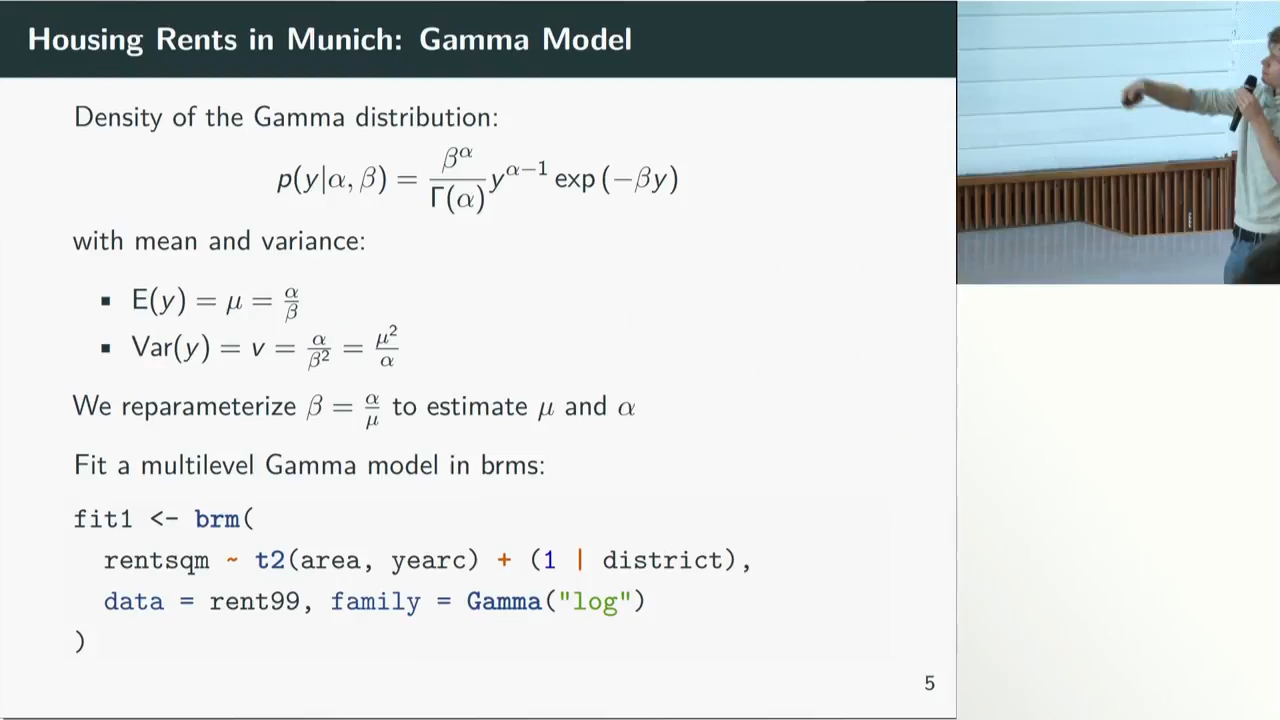 Housing Rents in Munich: Gamma Model
Density of the Gamma distribution:
p(y|α, β) = β^α / Γ(α) y^{α−1} exp (−βy)
with mean and variance:
▪ E(y) = μ = α/β
▪ Var(y) = v = α/β² = μ²/α
We reparameterize β = α/μ to estimate μ and α
Fit a multilevel Gamma model in brms:
fit1 <- brm(
rentsqm ~ t2(area, yearc) + (1 | district),
data = rent99, family = Gamma("log")
)
5